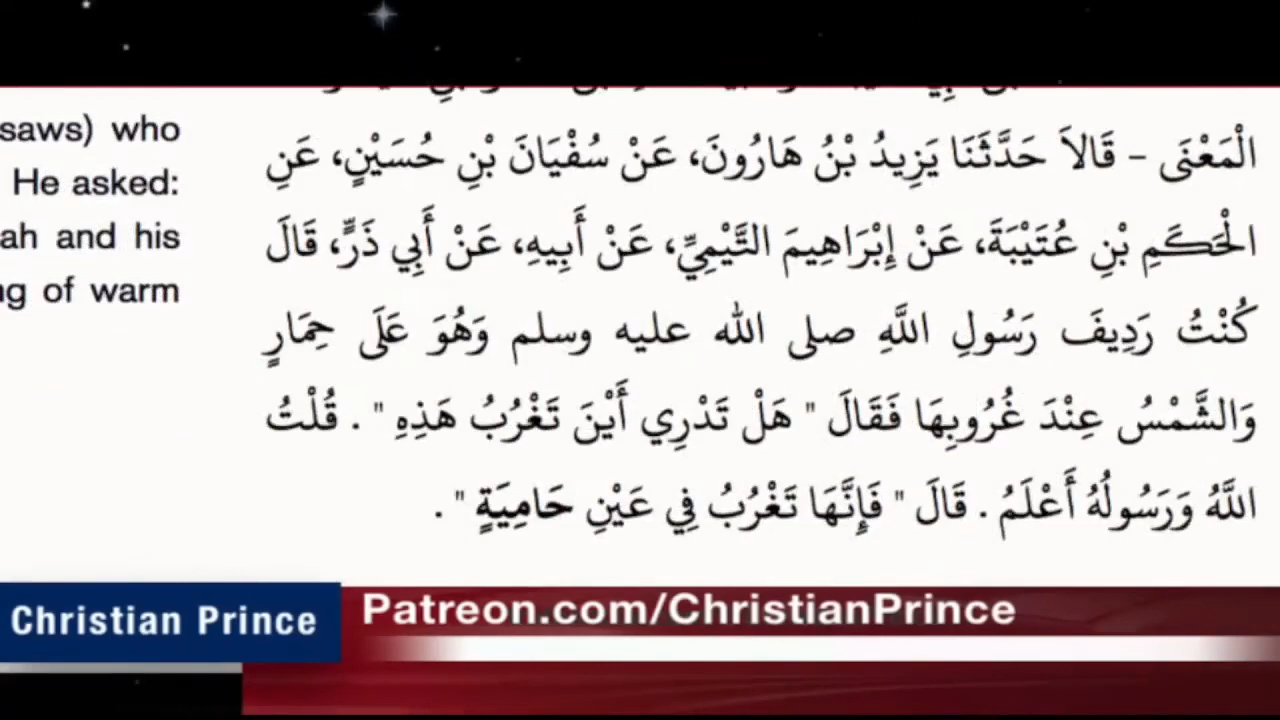 saws) who
He asked:
ah and his
ng of warm
الْمَعْنَى - قَالاَ حَدَّثَنَا يَزِيدُ بْنُ هَارُونَ، عَنْ سُفْيَانَ بْنِ حُسَيْنٍ، عَنِ
الْحَكَمِ بْنِ عُتَيْبَةَ، عَنْ إِبْرَاهِيمَ التَّيْمِيِّ، عَنْ أَبِيهِ، عَنْ أَبِي ذَرٍّ، قَالَ
كُنْتُ رَدِيفَ رَسُولِ اللَّهِ صلى الله عليه وسلم وَهُوَ عَلَى حِمَارٍ
وَالشَّمْسُ عِنْدَ غُرُوبِهَا فَقَالَ " هَلْ تَدْرِي أَيْنَ تَغْرُبُ هَذِهِ " . قُلْتُ
اللَّهُ وَرَسُولُهُ أَعْلَمُ . قَالَ " فَإِنَّهَا تَغْرُبُ فِي عَيْنِ حَامِيَةٍ " .
Christian Prince
Patreon.com/ChristianPrince